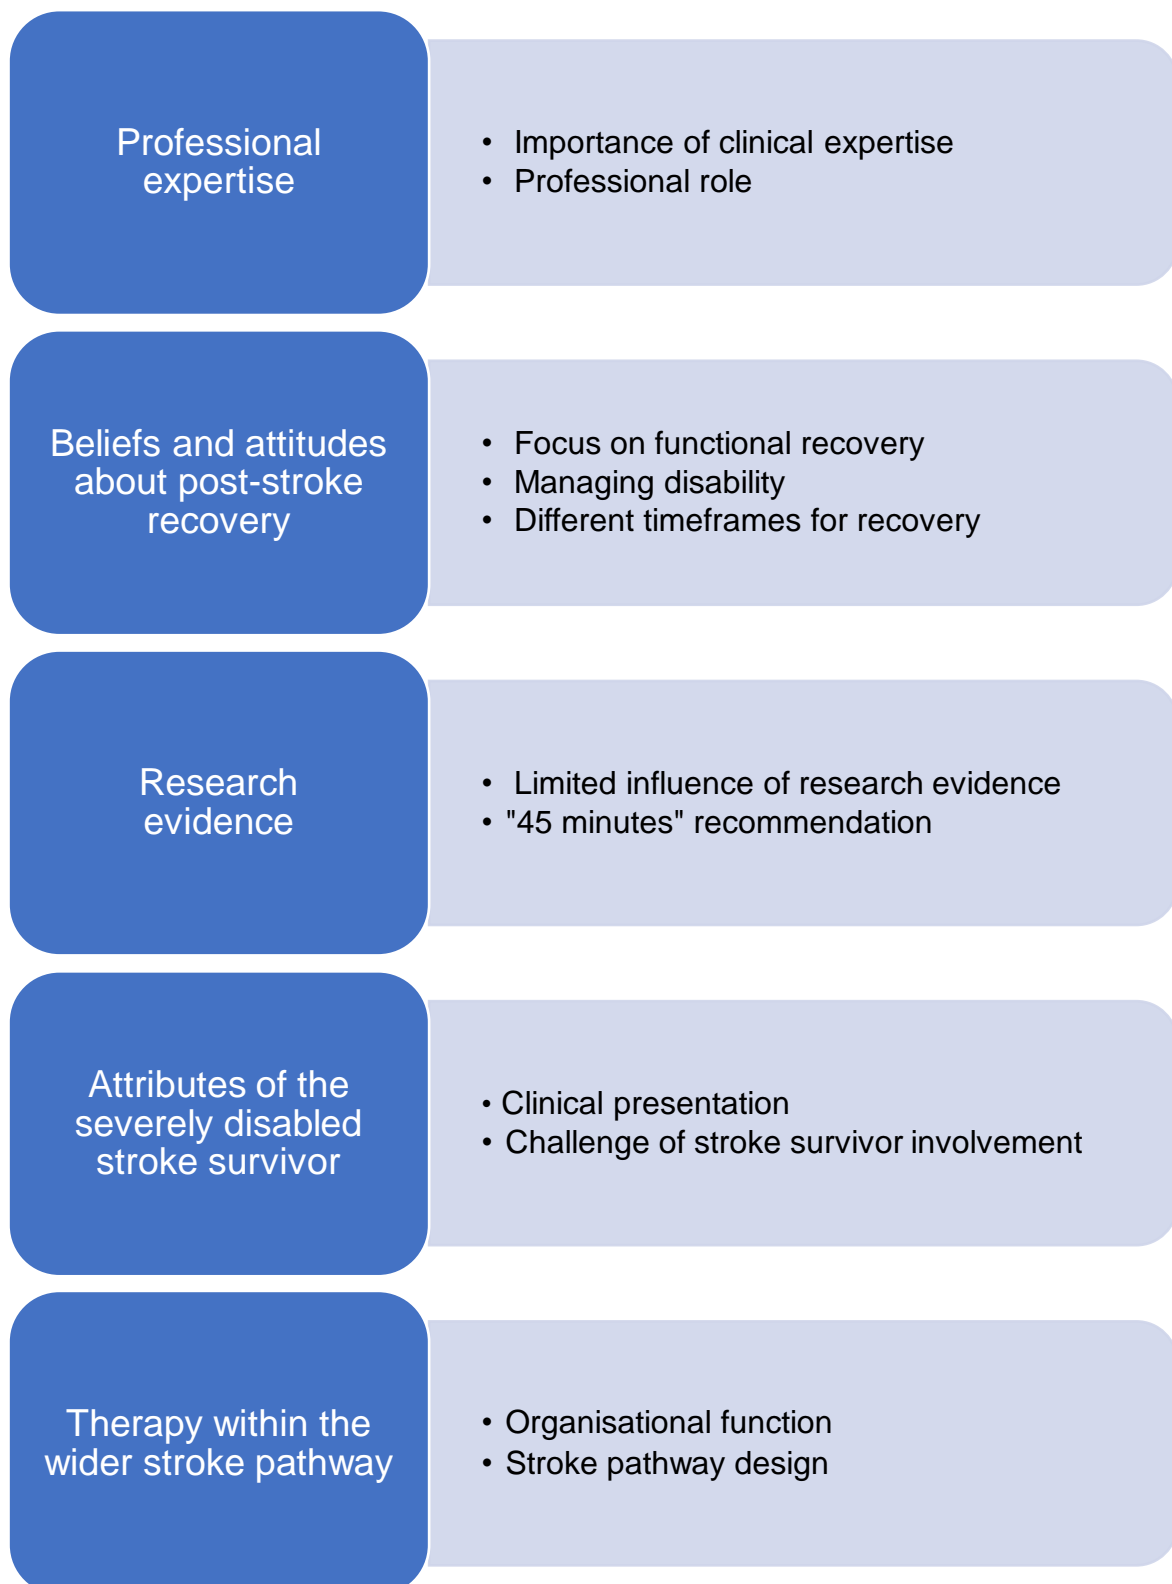 Professional
expertise
• Importance of clinical expertise
• Professional role
Beliefs and attitudes
about post-stroke
recovery
• Focus on functional recovery
• Managing disability
• Different timeframes for recovery
Research
evidence
• Limited influence of research evidence
• "45 minutes" recommendation
Attributes of the
severely disabled
stroke survivor
• Clinical presentation
• Challenge of stroke survivor involvement
Therapy within the
wider stroke pathway
• Organisational function
• Stroke pathway design